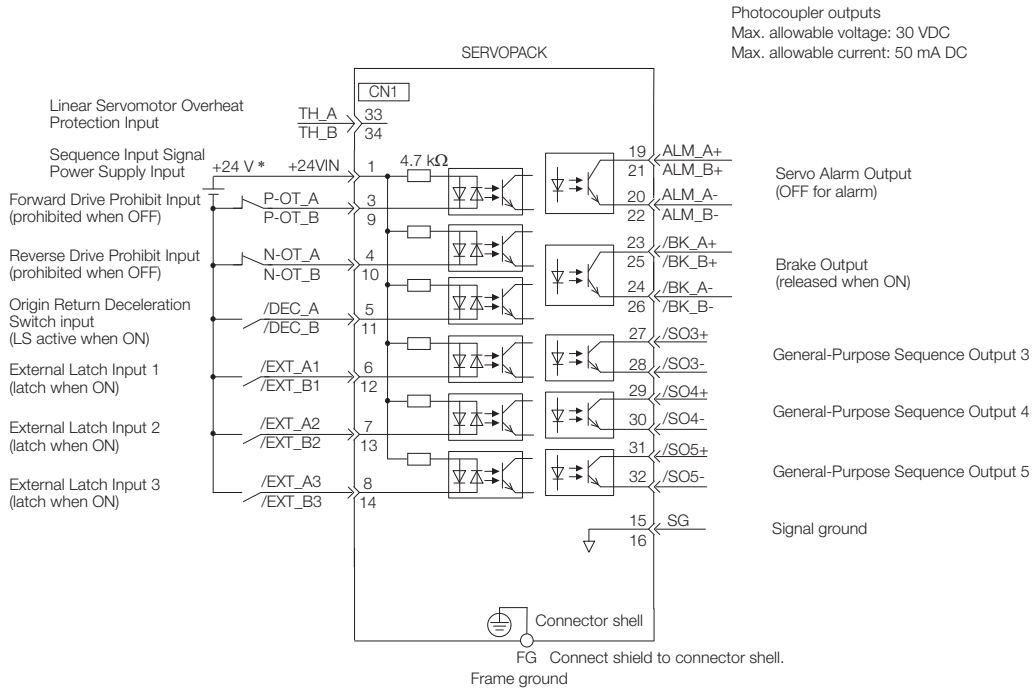 Photocoupler outputs
Max. allowable voltage: 30 VDC
Max. allowable current: 50 mA DC
SERVOPACK
CN1
Linear Servomotor Overheat
Protection Input
TH_A
TH_B
33
34
Sequence Input Signal
Power Supply Input
+24 V *
+24VIN
1
4.7 kΩ
Forward Drive Prohibit Input
(prohibited when OFF)
P-OT_A
P-OT_B
3
9
Reverse Drive Prohibit Input
(prohibited when OFF)
N-OT_A
N-OT_B
4
10
Origin Return Deceleration
Switch input
(LS active when ON)
/DEC_A
/DEC_B
5
11
External Latch Input 1
(latch when ON)
/EXT_A1
/EXT_B1
6
12
External Latch Input 2
(latch when ON)
/EXT_A2
/EXT_B2
7
13
External Latch Input 3
(latch when ON)
/EXT_A3
/EXT_B3
8
14
19 ALM_A+
21 ALM_B+
20 ALM_A-
22 ALM_B-
Servo Alarm Output
(OFF for alarm)
23 /BK_A+
25 /BK_B+
24 /BK_A-
26 /BK_B-
Brake Output
(released when ON)
27 /SO3+
28 /SO3-
General-Purpose Sequence Output 3
29 /SO4+
30 /SO4-
General-Purpose Sequence Output 4
31 /SO5+
32 /SO5-
General-Purpose Sequence Output 5
15 SG
16
Signal ground
Connector shell
FG Connect shield to connector shell.
Frame ground